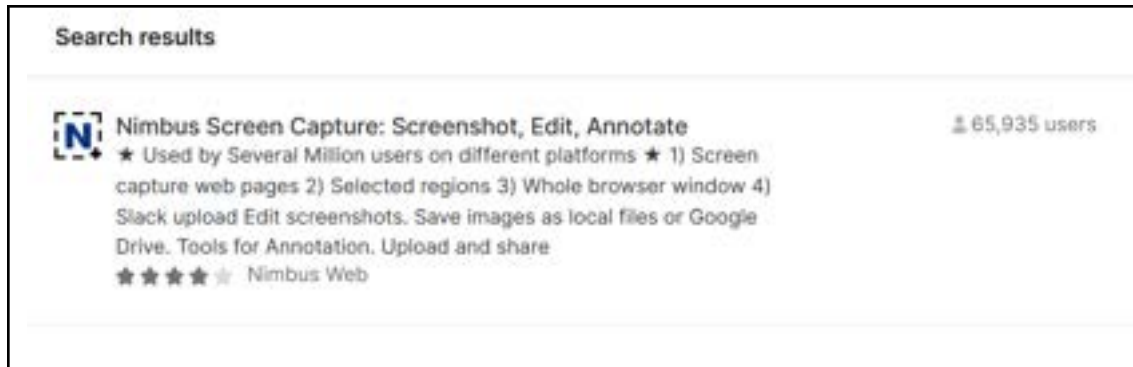 Search results
N
Nimbus Screen Capture: Screenshot, Edit, Annotate
65,935 users
★ Used by Several Million users on different platforms ★ 1) Screen
capture web pages 2) Selected regions 3) Whole browser window 4)
Slack upload Edit screenshots. Save images as local files or Google
Drive. Tools for Annotation. Upload and share
Nimbus Web